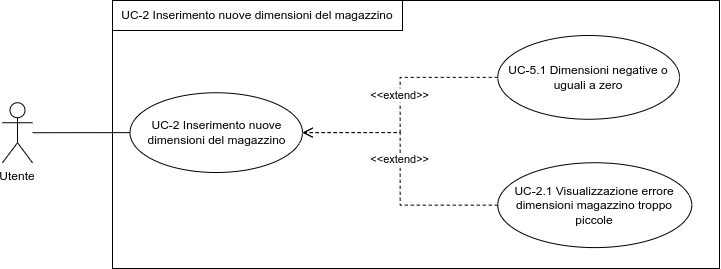 UC-2 Inserimento nuove dimensioni del magazzino
UC-5.1 Dimensioni negative o
uguali a zero
<<extend>>
UC-2 Inserimento nuove
dimensioni del magazzino
<<extend>>
Utente
UC-2.1 Visualizzazione errore
dimensioni magazzino troppo
piccole